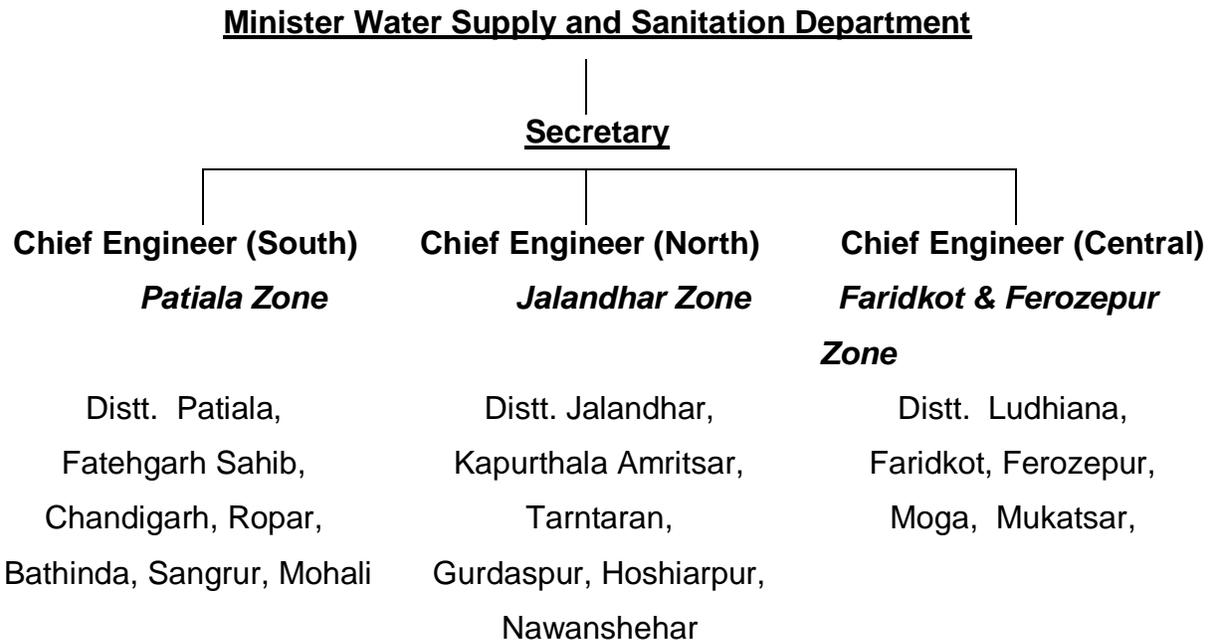 Minister Water Supply and Sanitation Department
Secretary
Chief Engineer (South)
Patiala Zone
Distt. Patiala,
Fatehgarh Sahib,
Chandigarh, Ropar,
Bathinda, Sangrur, Mohali
Chief Engineer (North)
Jalandhar Zone
Distt. Jalandhar,
Kapurthala Amritsar,
Tarntaran,
Gurdaspur, Hoshiarpur,
Nawanshehar
Chief Engineer (Central)
Faridkot & Ferozepur
Zone
Distt. Ludhiana,
Faridkot, Ferozepur,
Moga, Mukatsar,